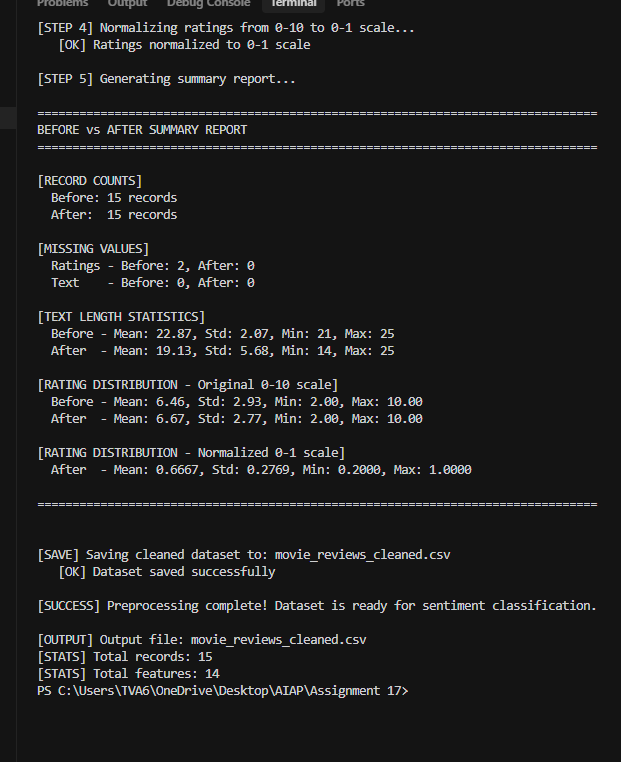 Problems Output Debug Console Terminal Ports
[STEP 4] Normalizing ratings from 0-10 to 0-1 scale...
[OK] Ratings normalized to 0-1 scale
[STEP 5] Generating summary report...
================================================================================
BEFORE vs AFTER SUMMARY REPORT
================================================================================
[RECORD COUNTS]
Before: 15 records
After:  15 records
[MISSING VALUES]
Ratings - Before: 2, After: 0
Text    - Before: 0, After: 0
[TEXT LENGTH STATISTICS]
Before - Mean: 22.87, Std: 2.07, Min: 21, Max: 25
After  - Mean: 19.13, Std: 5.68, Min: 14, Max: 25
[RATING DISTRIBUTION - Original 0-10 scale]
Before - Mean: 6.46, Std: 2.93, Min: 2.00, Max: 10.00
After  - Mean: 6.67, Std: 2.77, Min: 2.00, Max: 10.00
[RATING DISTRIBUTION - Normalized 0-1 scale]
After  - Mean: 0.6667, Std: 0.2769, Min: 0.2000, Max: 1.0000
================================================================================
[SAVE] Saving cleaned dataset to: movie_reviews_cleaned.csv
[OK] Dataset saved successfully
[SUCCESS] Preprocessing complete! Dataset is ready for sentiment classification.
[OUTPUT] Output file: movie_reviews_cleaned.csv
[STATS] Total records: 15
[STATS] Total features: 14
PS C:\Users\TVA6\OneDrive\Desktop\AIAP\Assignment 17>